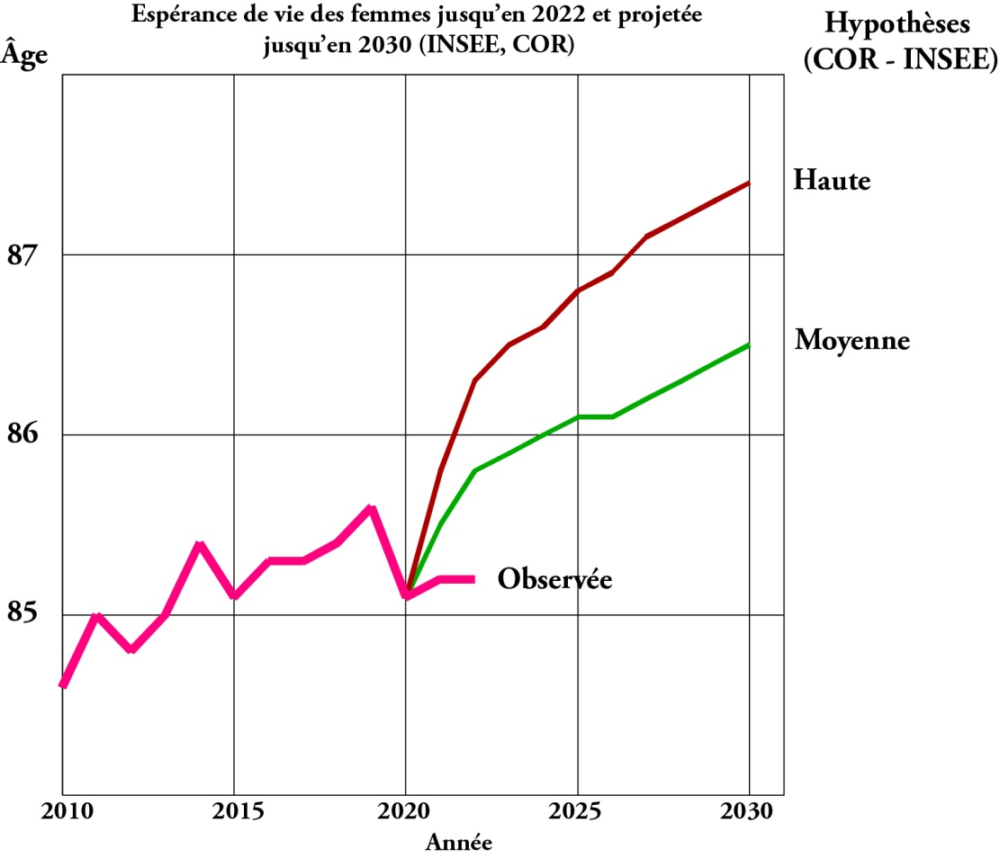 Espérance de vie des femmes jusqu’en 2022 et projetée
jusqu’en 2030 (INSEE, COR)
Hypothèses
(COR - INSEE)
Âge
Haute
87
Moyenne
86
Observée
85
2010 2015 2020 2025 2030
Année